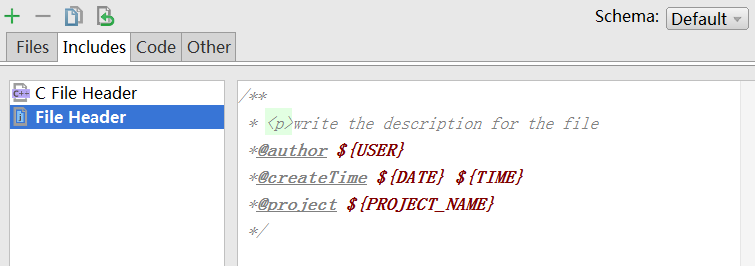 Schema: Default
Files Includes Code Other
C File Header
File Header
/**
* <p>write the description for the file
*@author ${USER}
*@createTime ${DATE} ${TIME}
*@project ${PROJECT_NAME}
*/